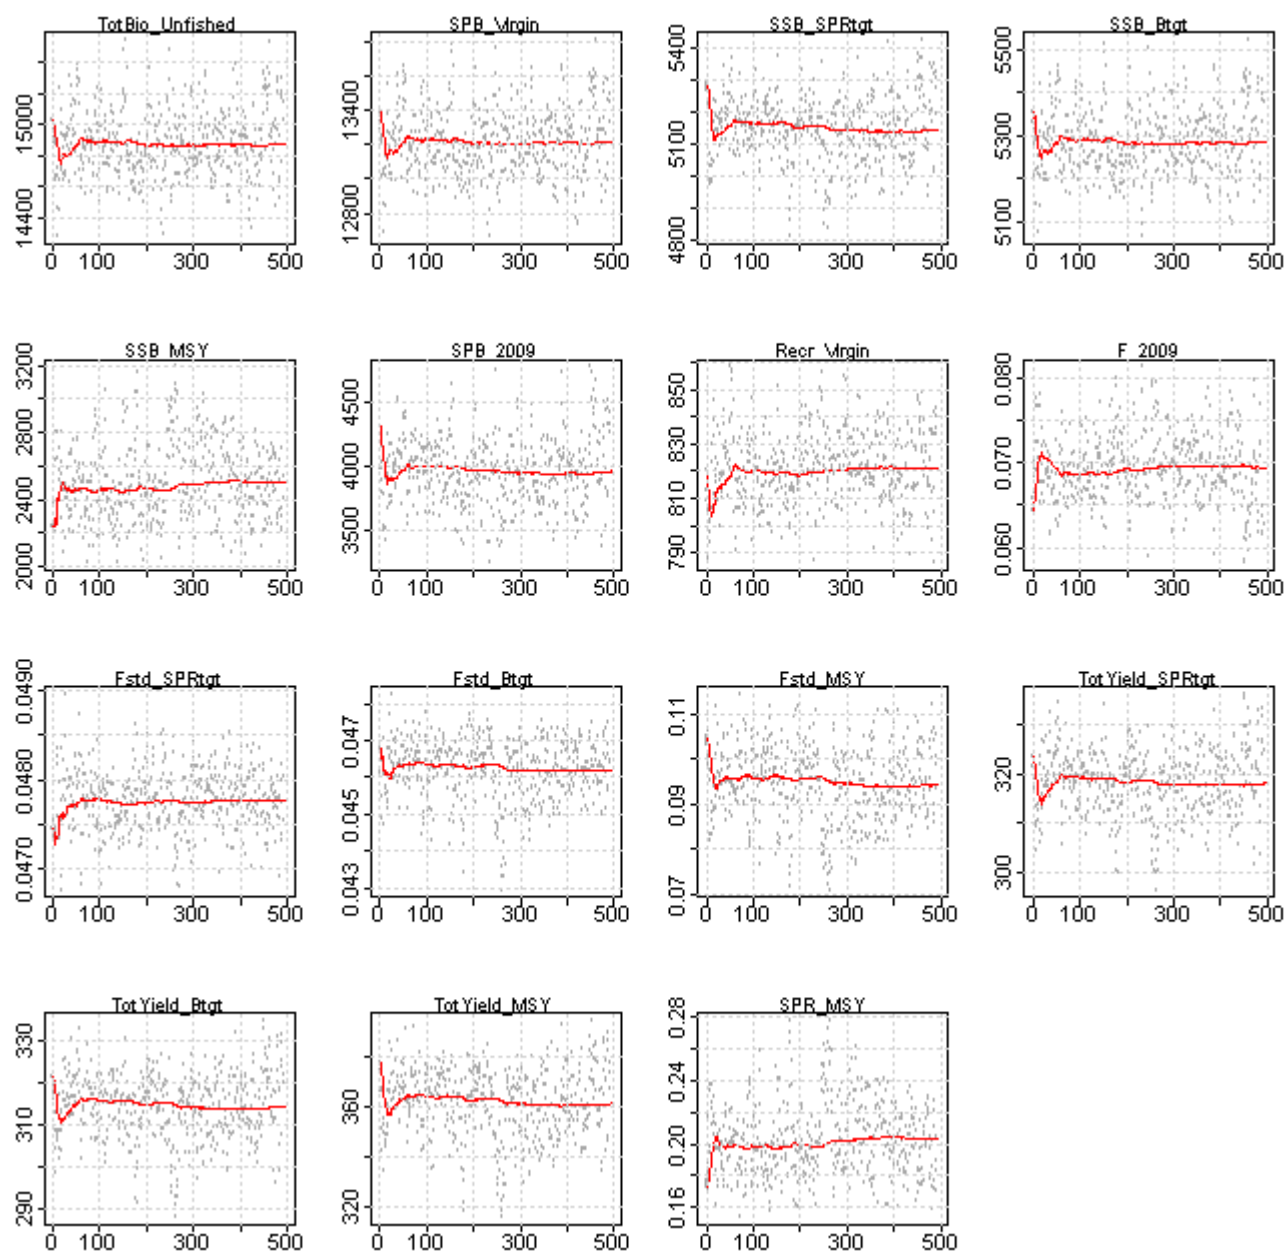 TotBio_Unfished
15000
14400
0 100 300 500
SPB_Virgin
13400
12800
0 100 300 500
SSB_SPRtgt
5400
5100
4800
0 100 300 500
SSB_Btgt
5500
5300
5100
0 100 300 500
SSB_MSY
3200
2800
2400
2000
0 100 300 500
SPB_2009
4500
4000
3500
0 100 300 500
Recr_Virgin
850
830
810
790
0 100 300 500
F_2009
0.080
0.070
0.060
0 100 300 500
Fstd_SPRtgt
0.0490
0.0480
0.0470
0 100 300 500
Fstd_Btgt
0.047
0.045
0.043
0 100 300 500
Fstd_MSY
0.11
0.09
0.07
0 100 300 500
TotYield_SPRtgt
320
300
0 100 300 500
TotYield_Btgt
330
310
290
0 100 300 500
TotYield_MSY
360
320
0 100 300 500
SPR_MSY
0.28
0.24
0.20
0.16
0 100 300 500